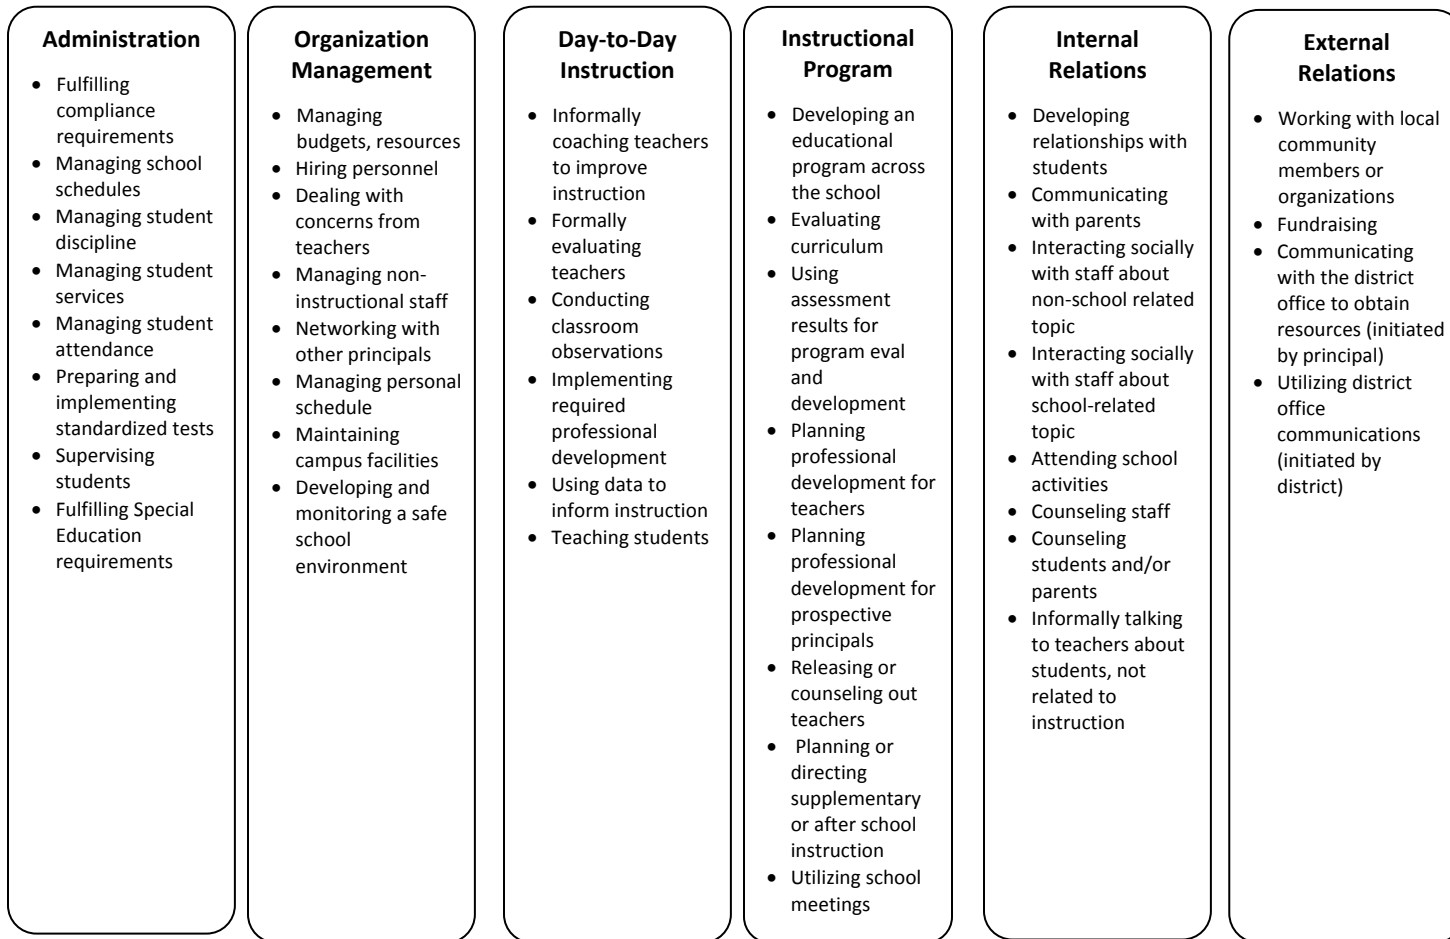 Administration
• Fulfilling
compliance
requirements
• Managing school
schedules
• Managing student
discipline
• Managing student
services
• Managing student
attendance
• Preparing and
implementing
standardized tests
• Supervising
students
• Fulfilling Special
Education
requirements
Organization
Management
• Managing
budgets, resources
• Hiring personnel
• Dealing with
concerns from
teachers
• Managing non-
instructional staff
• Networking with
other principals
• Managing personal
schedule
• Maintaining
campus facilities
• Developing and
monitoring a safe
school
environment
Day-to-Day
Instruction
• Informally
coaching teachers
to improve
instruction
• Formally
evaluating
teachers
• Conducting
classroom
observations
• Implementing
required
professional
development
• Using data to
inform instruction
• Teaching students
Instructional
Program
• Developing an
educational
program across
the school
• Evaluating
curriculum
• Using
assessment
results for
program eval
and
development
• Planning
professional
development for
teachers
• Planning
professional
development for
prospective
principals
• Releasing or
counseling out
teachers
• Planning or
directing
supplementary
or after school
instruction
• Utilizing school
meetings
Internal
Relations
• Developing
relationships with
students
• Communicating
with parents
• Interacting socially
with staff about
non-school related
topic
• Interacting socially
with staff about
school-related
topic
• Attending school
activities
• Counseling staff
• Counseling
students and/or
parents
• Informally talking
to teachers about
students, not
related to
instruction
External
Relations
• Working with local
community
members or
organizations
• Fundraising
• Communicating
with the district
office to obtain
resources (initiated
by principal)
• Utilizing district
office
communications
(initiated by
district)